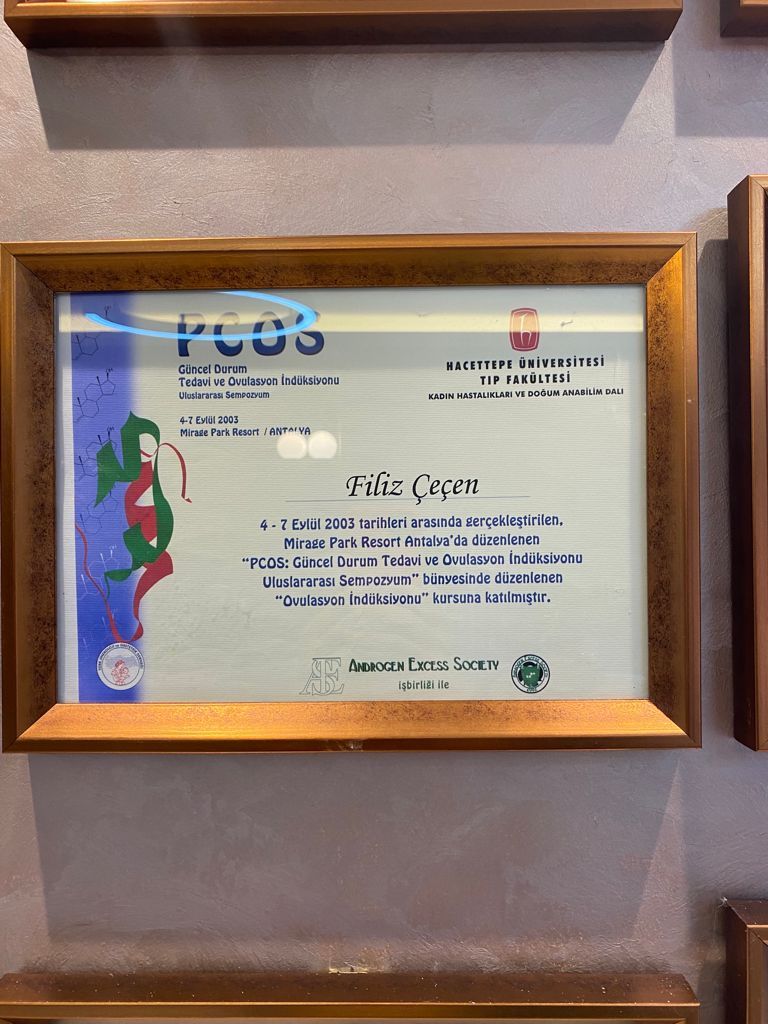 PCOS
Güncel Durum
Tedavi ve Ovulasyon İndüksiyonu
Uluslararası Sempozyum
4-7 Eylül 2003
Mirage Park Resort / ANTALYA
HACETTEPE ÜNİVERSİTESİ
TIP FAKÜLTESİ
KADIN HASTALIKLARI VE DOĞUM ANABİLİM DALI
Filiz Çeçen
4 - 7 Eylül 2003 tarihleri arasında gerçekleştirilen,
Mirage Park Resort Antalya'da düzenlenen
“PCOS: Güncel Durum Tedavi ve Ovulasyon İndüksiyonu
Uluslararası Sempozyum” bünyesinde düzenlenen
“Ovulasyon İndüksiyonu” kursuna katılmıştır.
ANDROGEN EXCESS SOCIETY
işbirliği ile